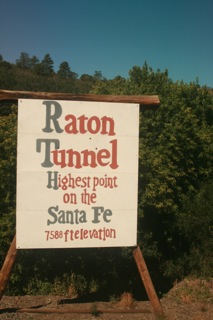 Raton
Tunnel
Highest point
on the
Santa Fe
7588 ft elevation